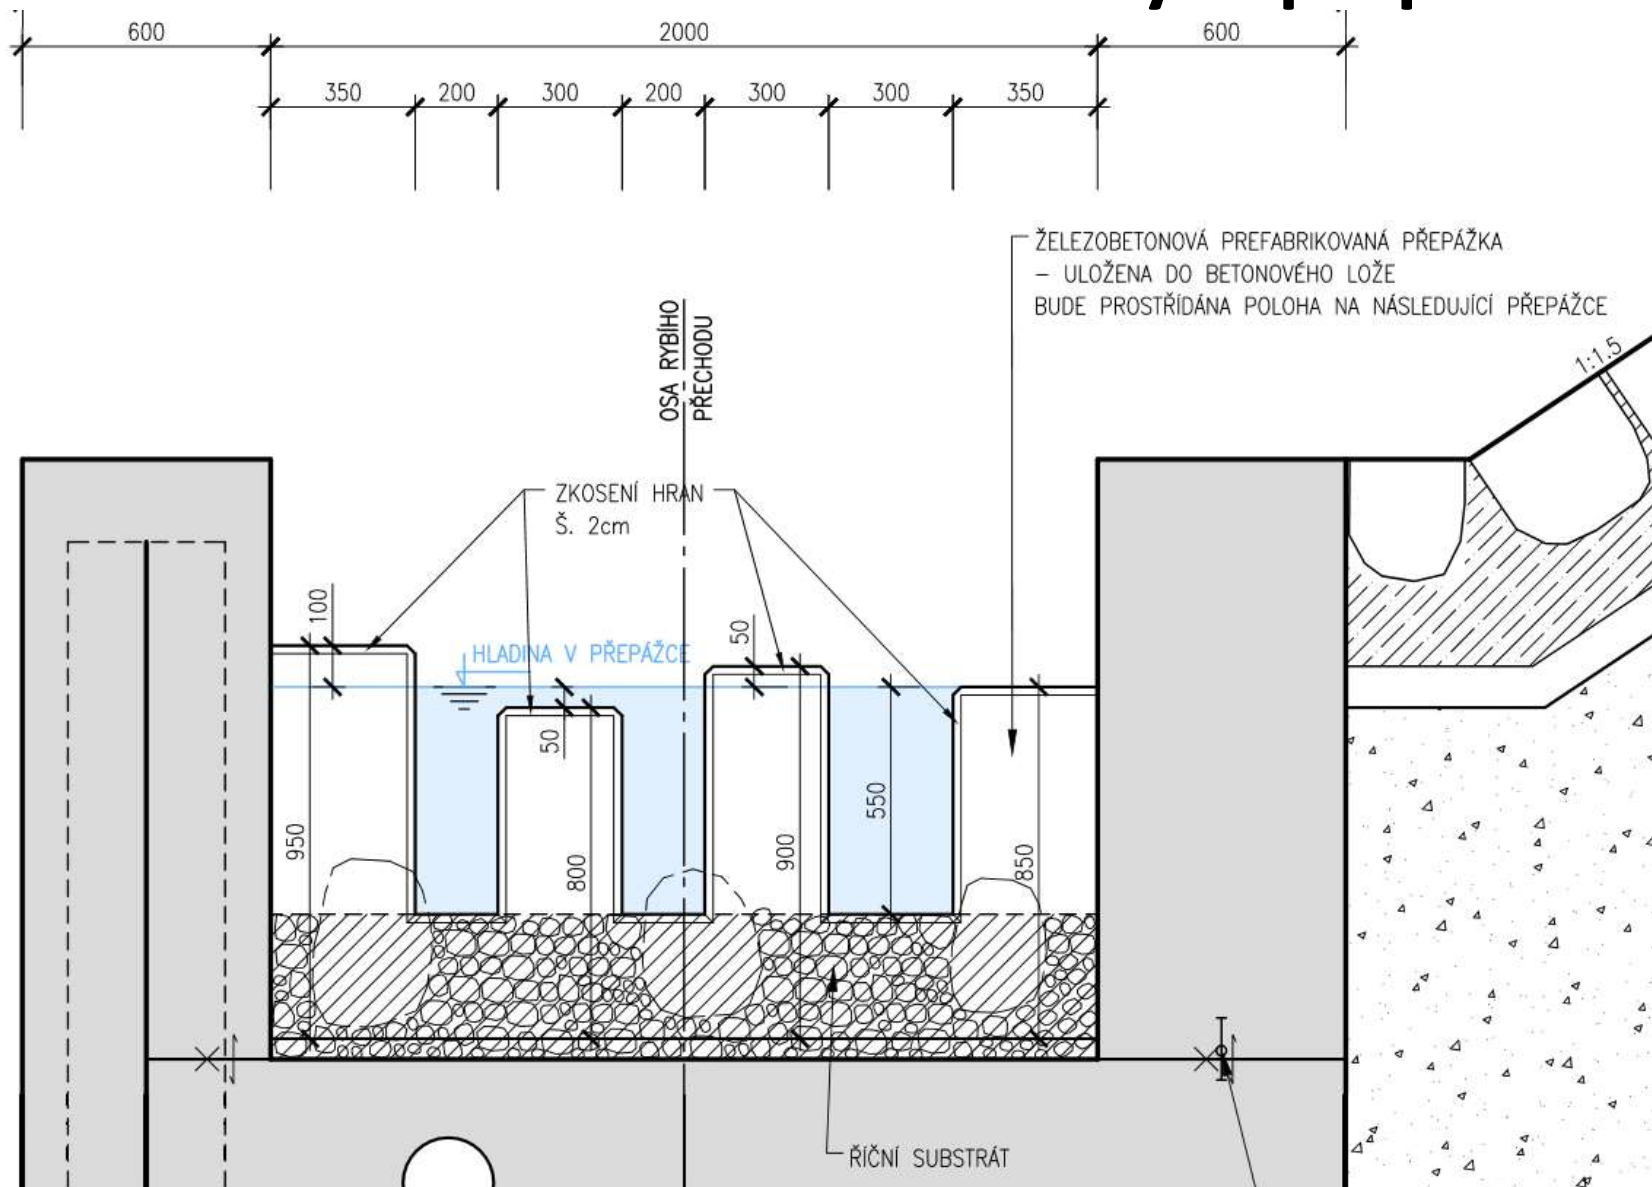 600
2000
600
350
200
300
200
300
300
350
ŽELEZOBETONOVÁ PREFABRIKOVANÁ PŘEPÁŽKA
– ULOŽENA DO BETONOVÉHO LOŽE
BUDE PROSTŘÍDÁNA POLOHA NA NÁSLEDUJÍCÍ PŘEPÁŽCE
OSA RYBÍHO
PŘECHODU
1:1.5
ZKOSENÍ HRAN
Š. 2cm
100
HLADINA V PŘEPÁŽCE
50
50
550
950
800
900
850
ŘÍČNÍ SUBSTRÁT